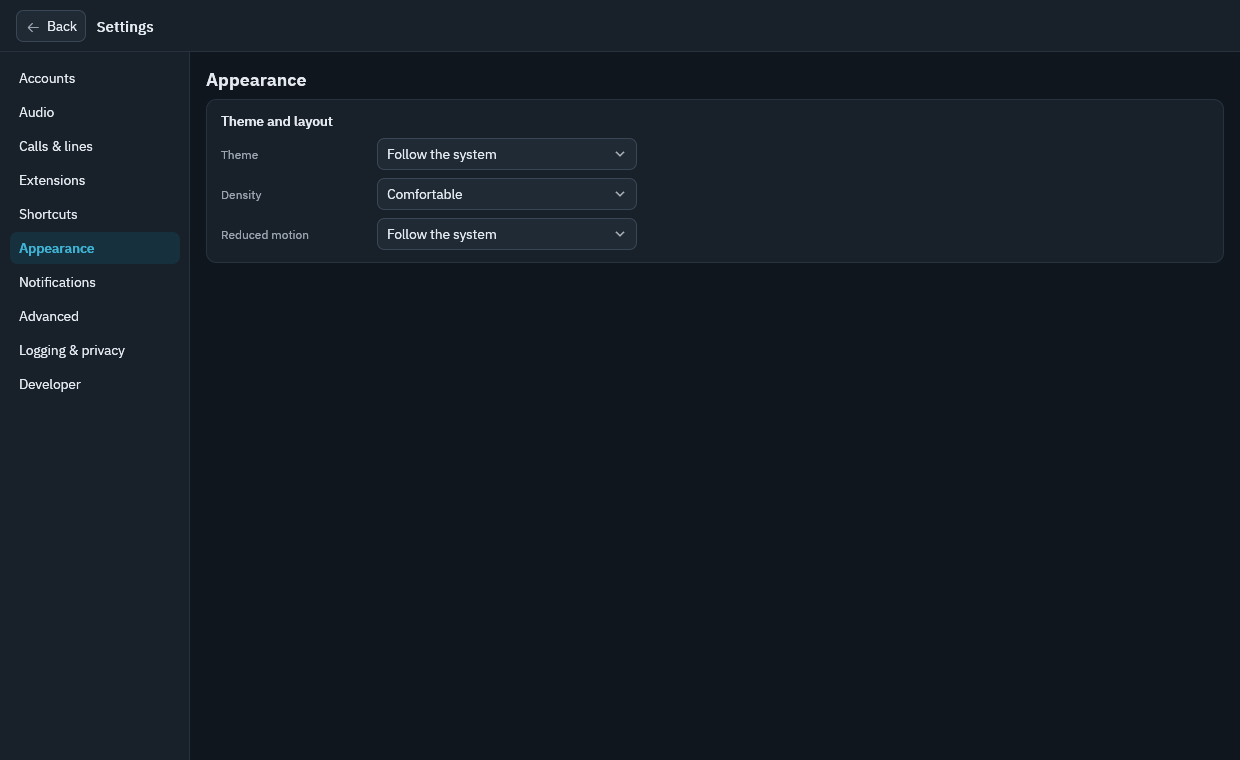 Back
Settings
Accounts
Audio
Calls & lines
Extensions
Shortcuts
Appearance
Notifications
Advanced
Logging & privacy
Developer
Appearance
Theme and layout
Theme
Follow the system
Density
Comfortable
Reduced motion
Follow the system